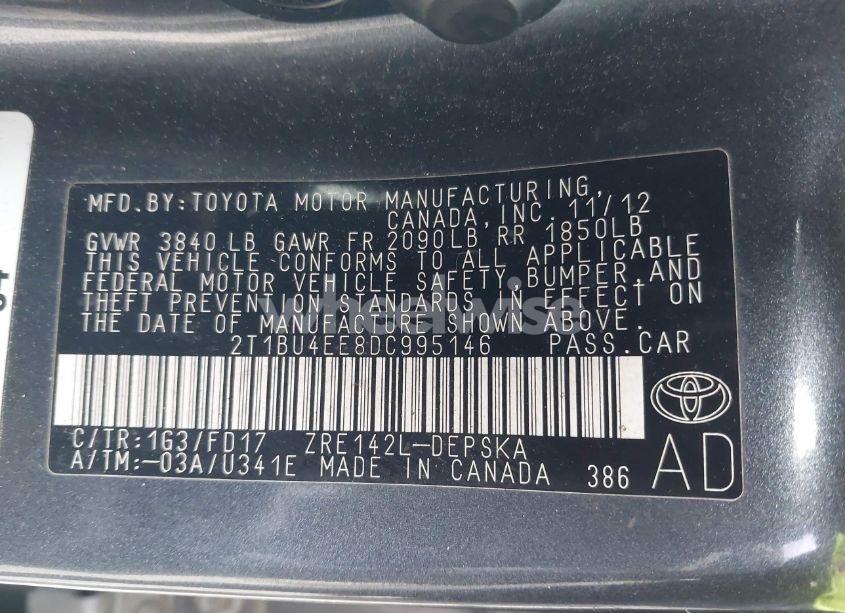 MFD.BY:TOYOTA MOTOR MANUFACTURING,
CANADA,INC. 11/12
GVWR 3840 LB GAWR FR 2090LB RR 1850LB
THIS VEHICLE CONFORMS TO ALL APPLICABLE
FEDERAL MOTOR VEHICLE SAFETY,BUMPER,AND
THEFT PREVENTION STANDARDS IN EFFECT ON
THE DATE OF MANUFACTURE SHOWN ABOVE.
wheelwise
2T1BU4EE8DC995146 PASS.CAR
C/TR:1G3/FD17 ZRE142L-DEPSKA
A/TM:-03A/U341E MADE IN CANADA 386 AD